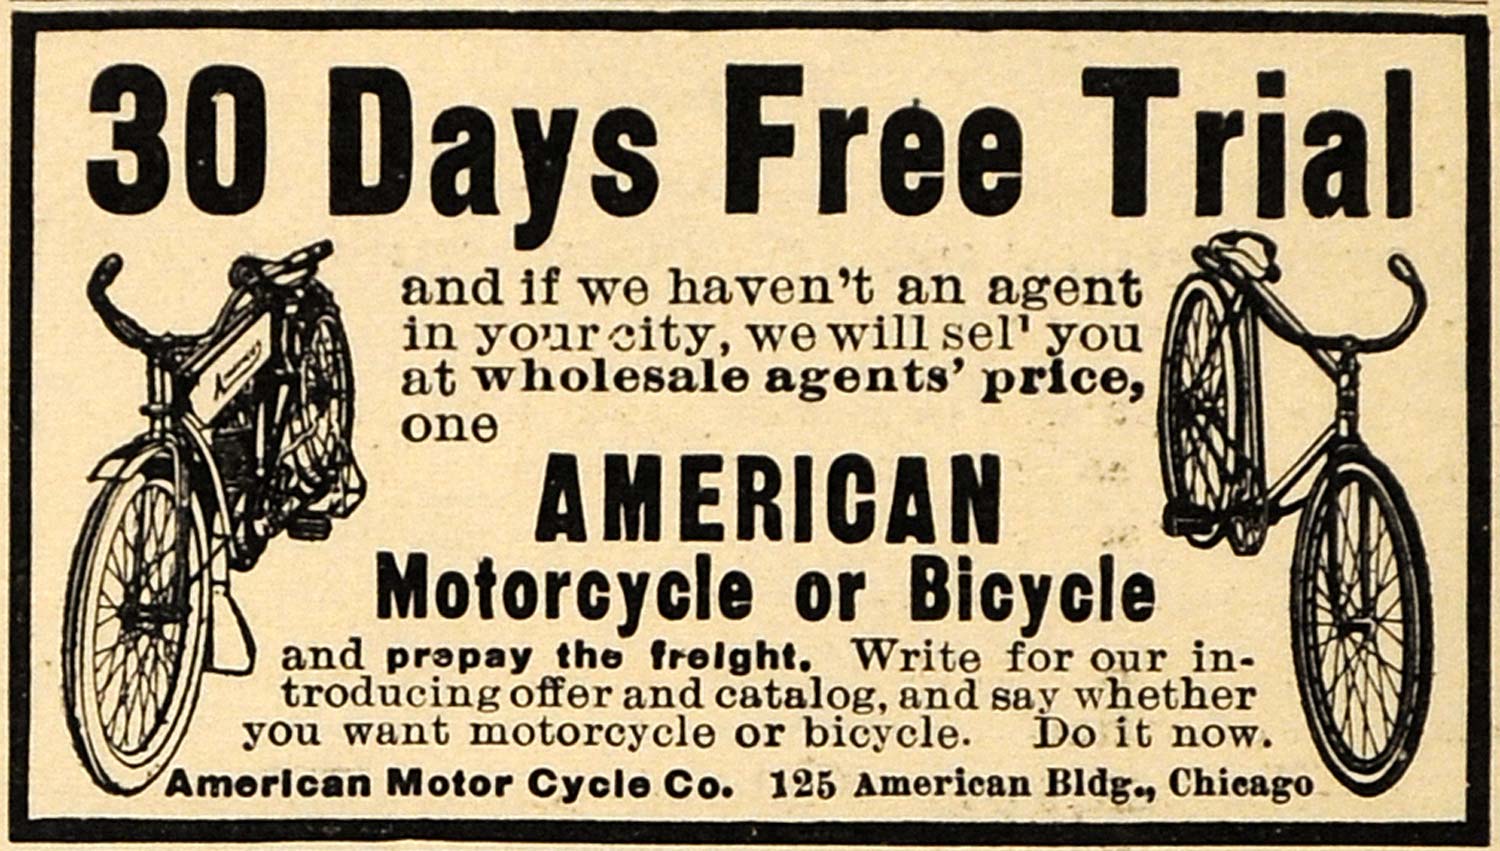 30 Days Free Trial
and if we haven't an agent
in your city, we will sell you
at wholesale agents' price,
one
AMERICAN
Motorcycle or Bicycle
and prepay the freight. Write for our in-
troducing offer and catalog, and say whether
you want motorcycle or bicycle. Do it now.
American Motor Cycle Co. 125 American Bldg., Chicago